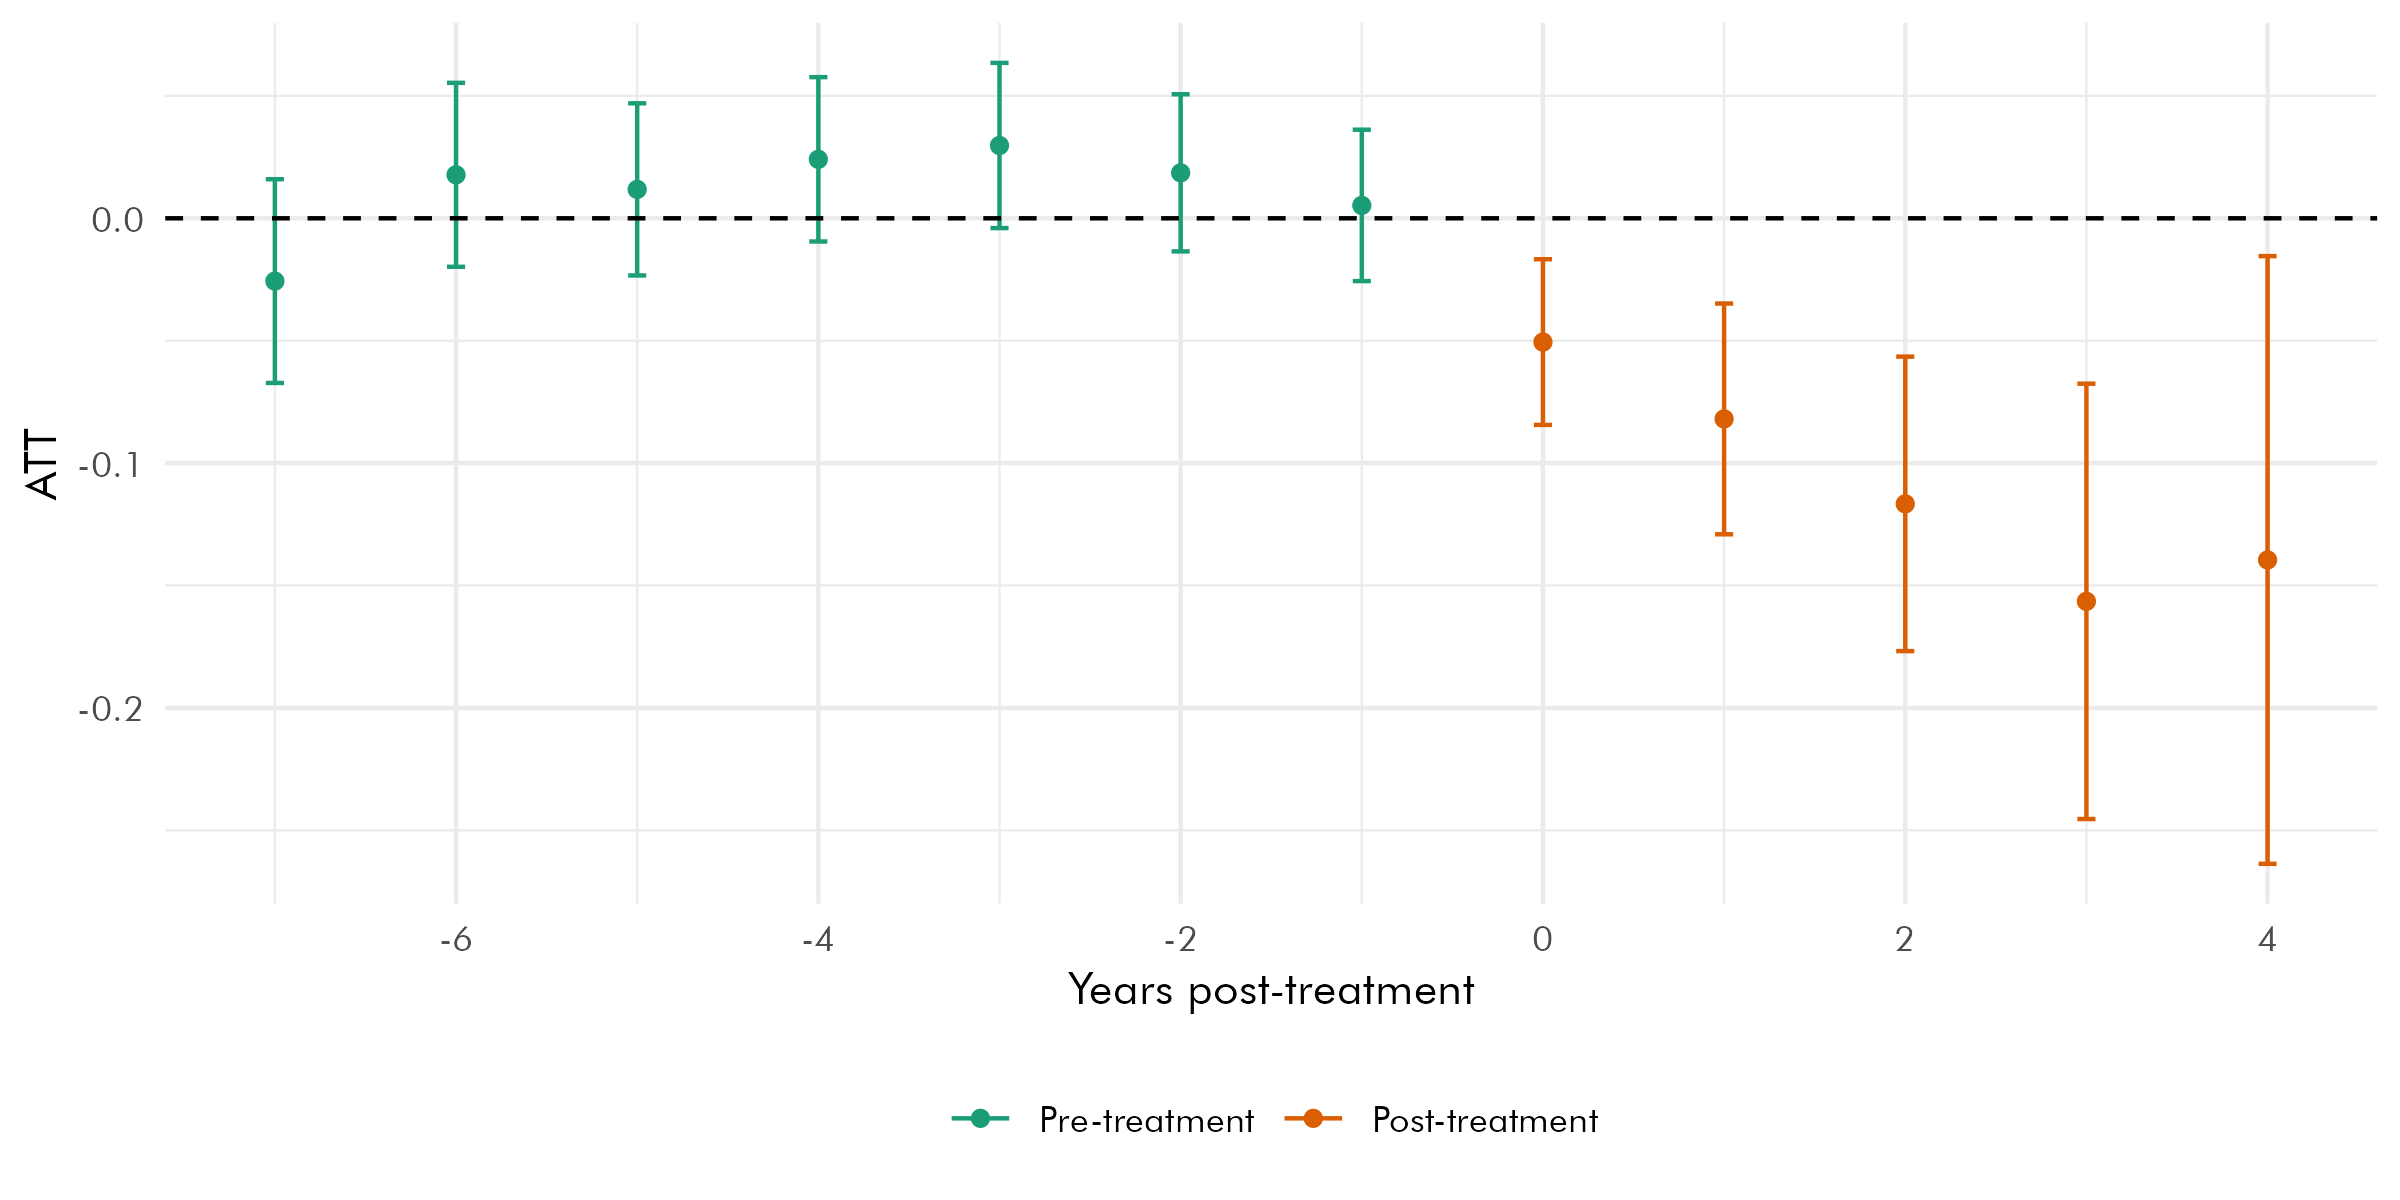 ATT
0.0
-0.1
-0.2
-6 -4 -2 0 2 4
Years post-treatment
Pre-treatment Post-treatment